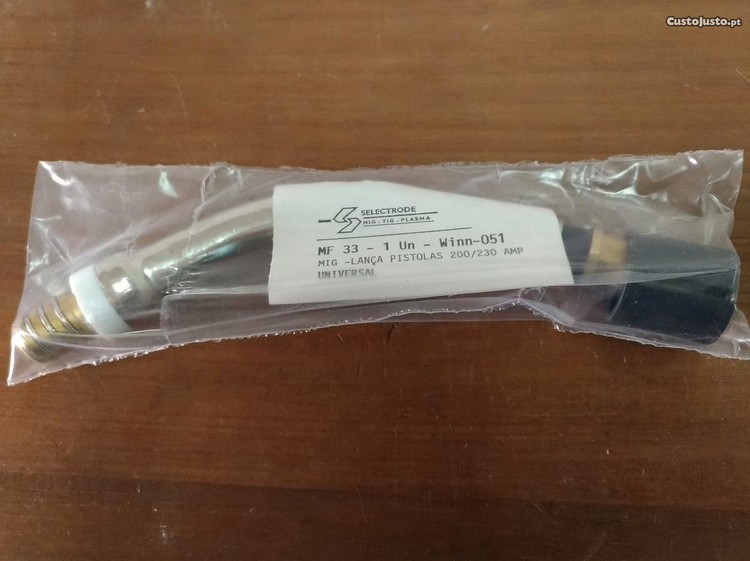 CustoJusto.pt
SELECTRODE
MIG - TIG - PLASMA
MF 33 - 1 Un - Winn-051
MIG -LANÇA PISTOLAS 200/230 AMP
UNIVERSAL